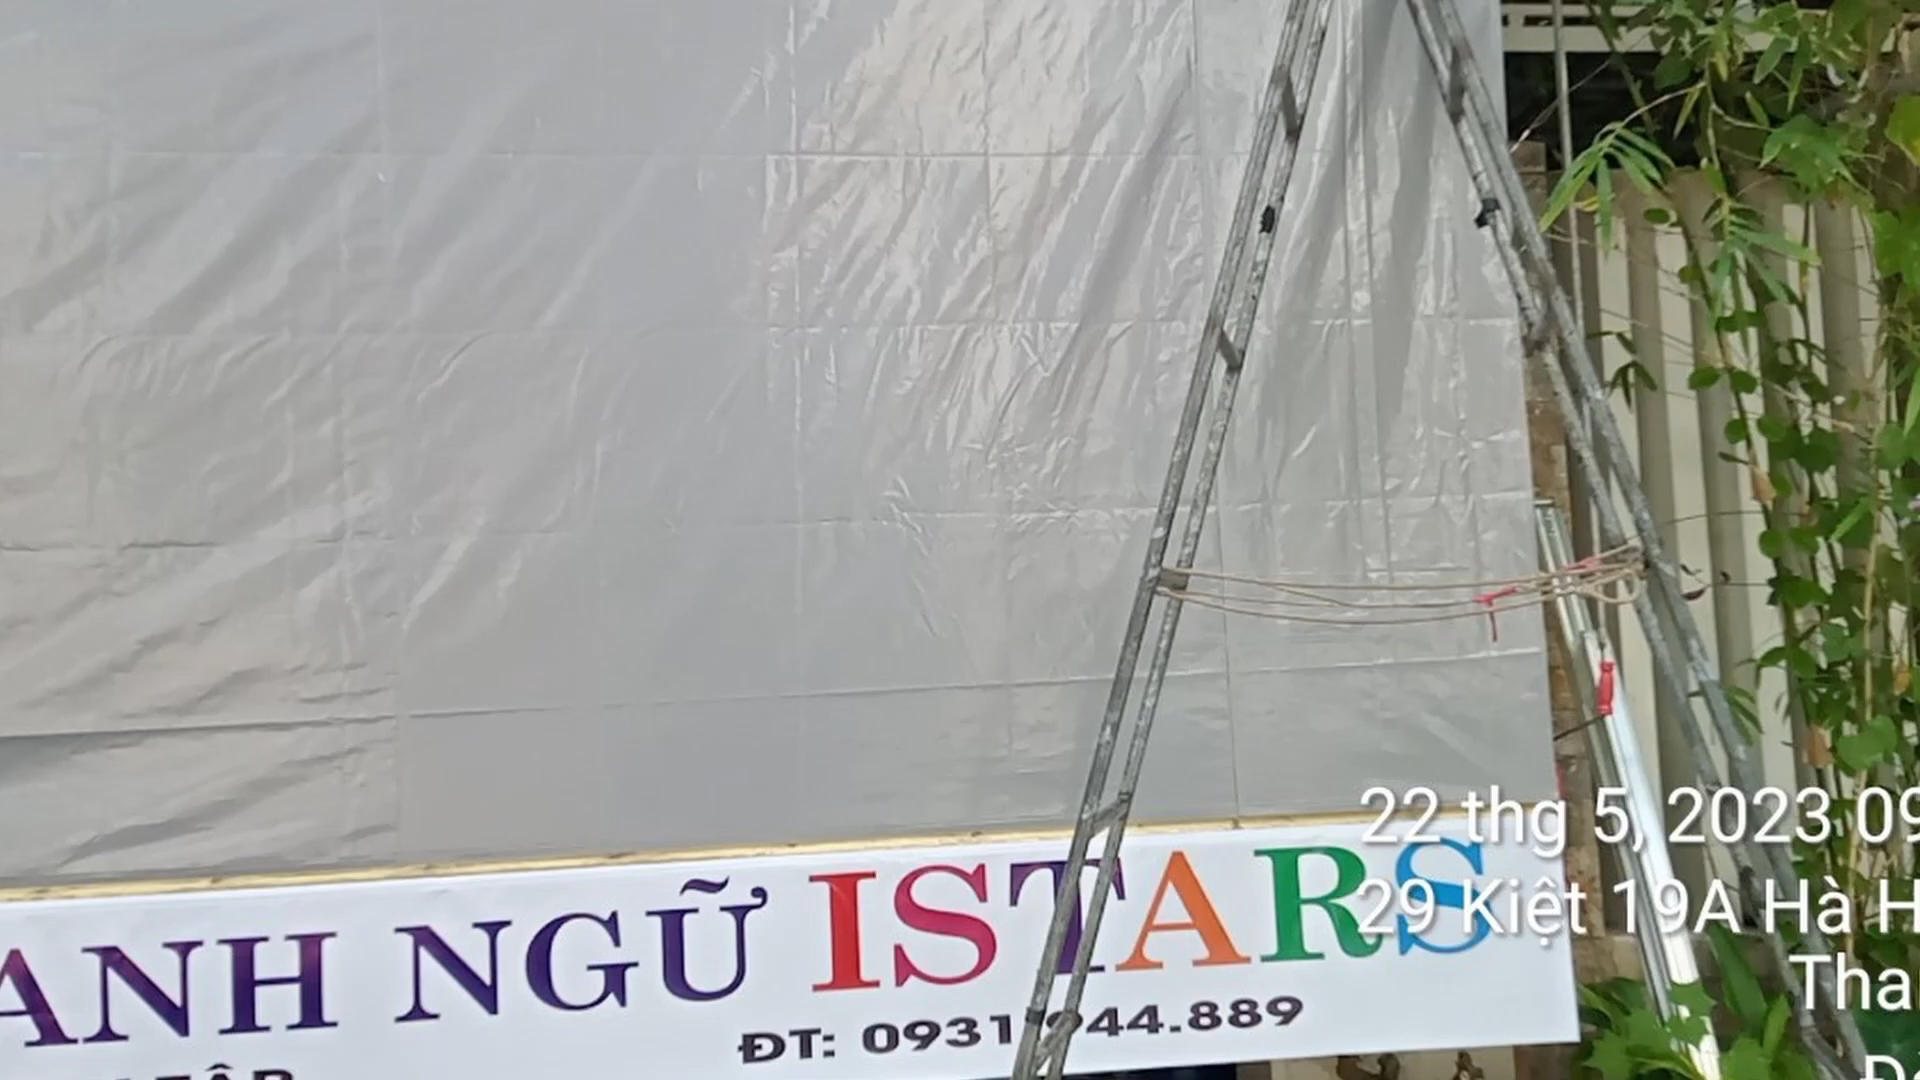 ANH NGỮ ISTARS
ĐT: 0931.944.889
22 thg 5, 2023 09
29 Kiệt 19A Hà H
Tha